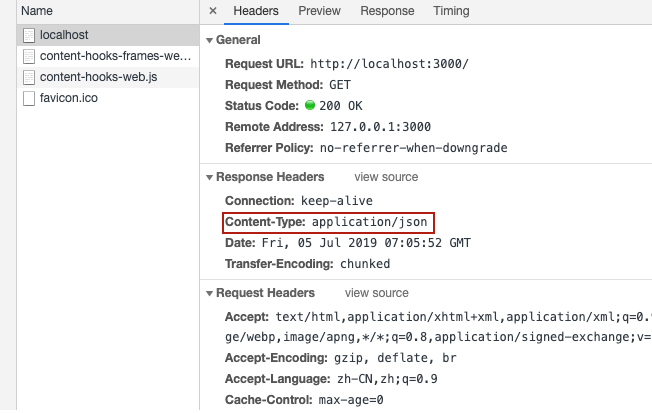 Name
localhost
content-hooks-frames-we…
content-hooks-web.js
favicon.ico
× Headers Preview Response Timing
General
Request URL: http://localhost:3000/
Request Method: GET
Status Code: 200 OK
Remote Address: 127.0.0.1:3000
Referrer Policy: no-referrer-when-downgrade
Response Headers view source
Connection: keep-alive
Content-Type: application/json
Date: Fri, 05 Jul 2019 07:05:52 GMT
Transfer-Encoding: chunked
Request Headers view source
Accept: text/html,application/xhtml+xml,application/xml;q=0.
ge/webp,image/apng,*/*;q=0.8,application/signed-exchange;v=
Accept-Encoding: gzip, deflate, br
Accept-Language: zh-CN,zh;q=0.9
Cache-Control: max-age=0